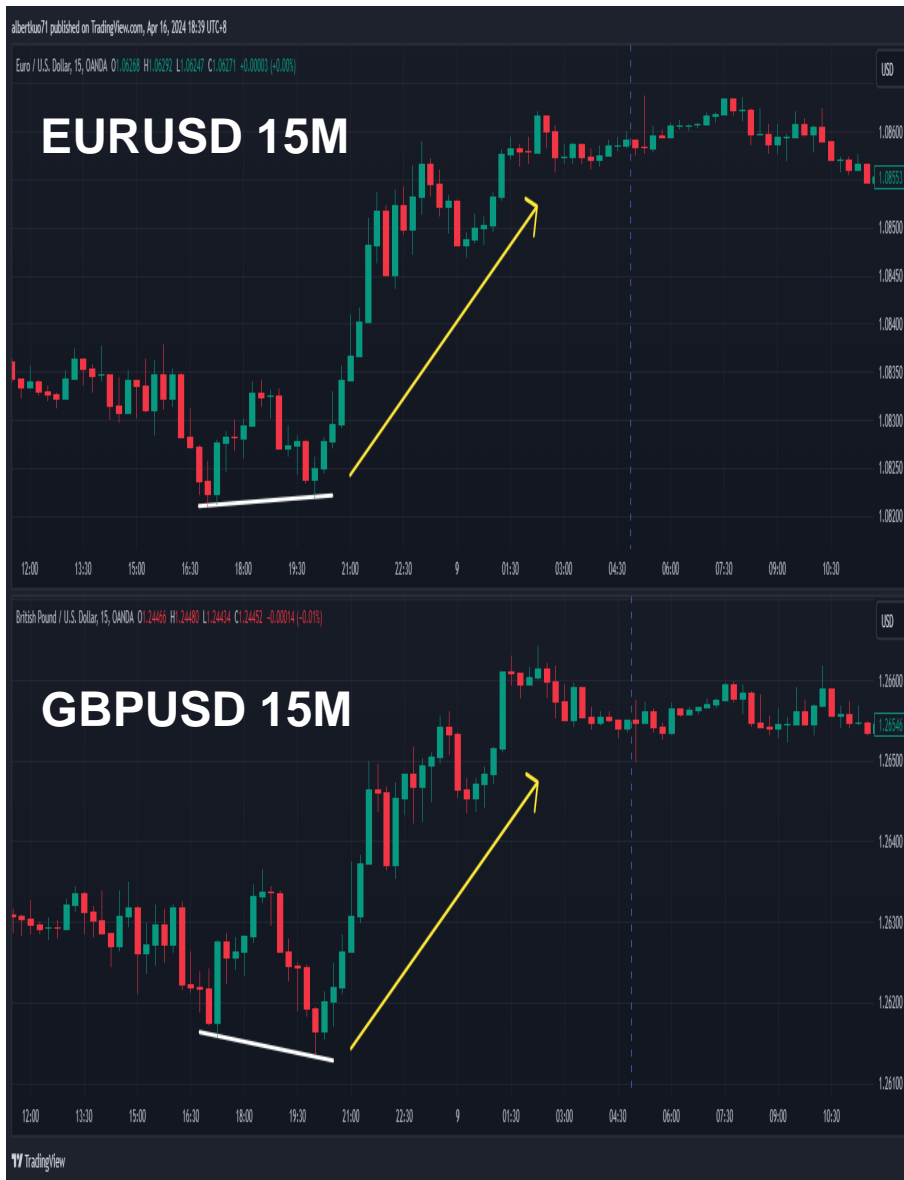 albertkuo71 published on TradingView.com, Apr 16, 2024 18:39 UTC+8
Euro / U.S. Dollar, 15, OANDA O1.06268 H1.06292 L1.06247 C1.06271 +0.00003 (+0.00%)
USD
EURUSD 15M
1.08600
1.08553
1.08500
1.08450
1.08400
1.08350
1.08300
1.08250
1.08200
12:00 13:30 15:00 16:30 18:00 19:30 21:00 22:30 9 01:30 03:00 04:30 06:00 07:30 09:00 10:30
British Pound / U.S. Dollar, 15, OANDA O1.24466 H1.24480 L1.24434 C1.24452 -0.00014 (-0.01%)
USD
GBPUSD 15M
1.26600
1.26546
1.26500
1.26400
1.26300
1.26200
1.26100
12:00 13:30 15:00 16:30 18:00 19:30 21:00 22:30 9 01:30 03:00 04:30 06:00 07:30 09:00 10:30
TradingView